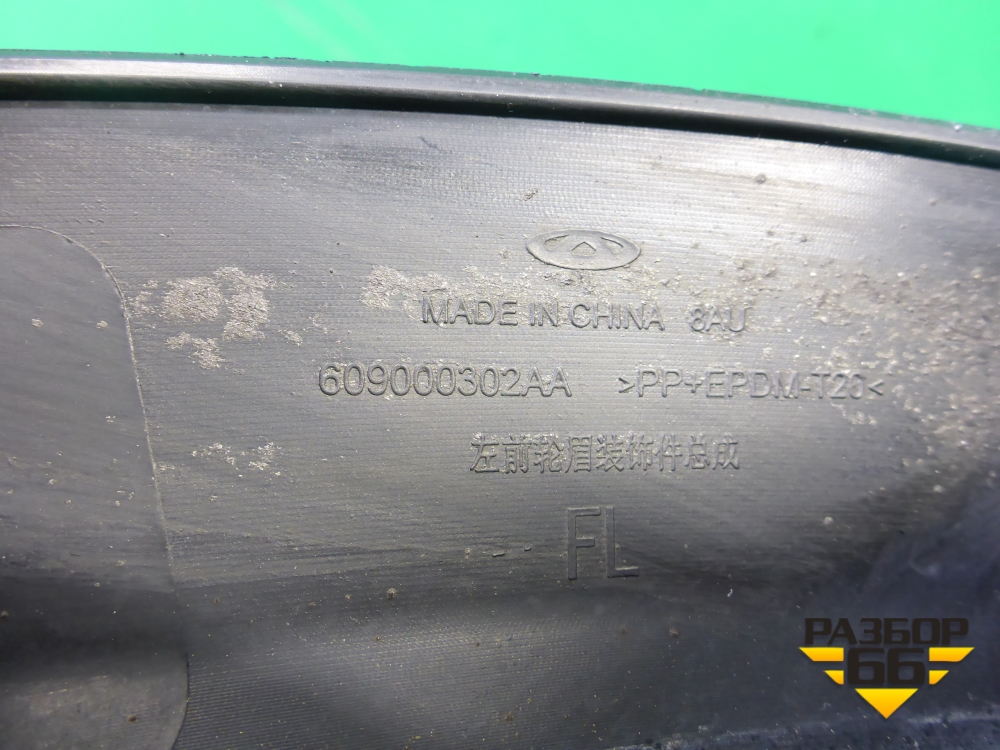 MADE IN CHINA 8AU
609000302AA >PP+EPDM-T20<
左前轮眉装饰件总成
FL
РАЗБОР
66